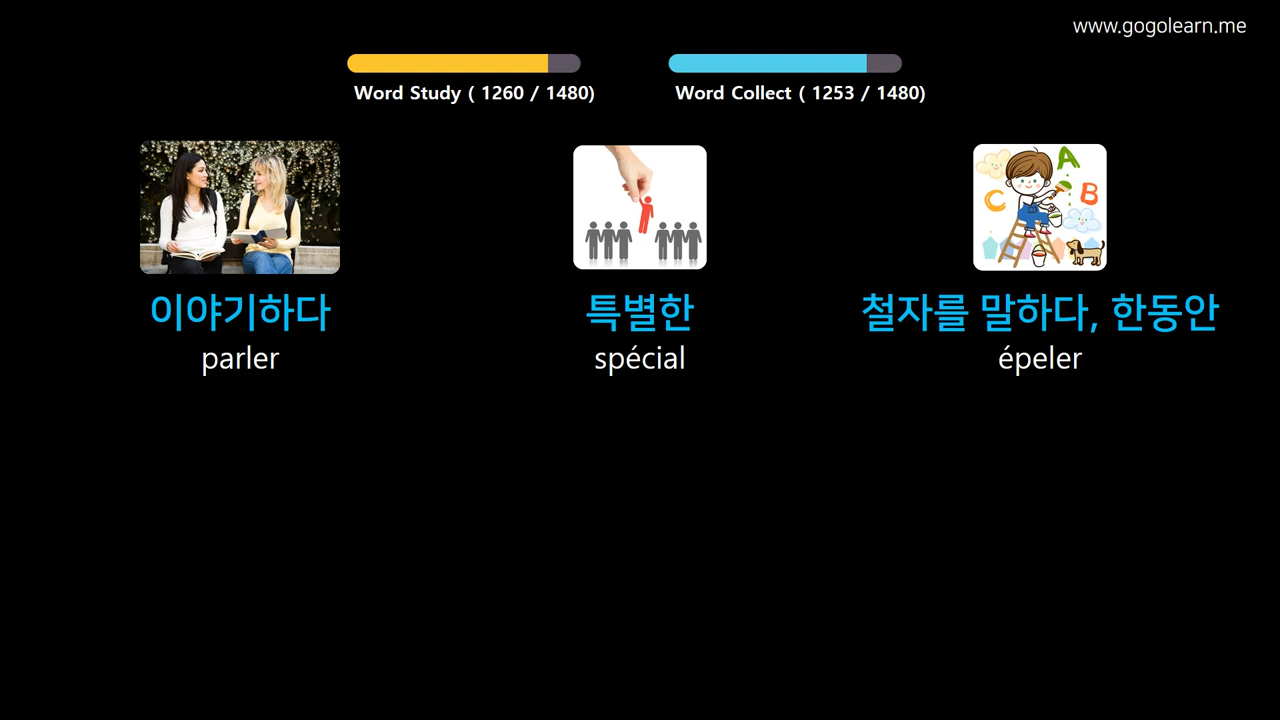 www.gogolearn.me
Word Study ( 1260 / 1480)
Word Collect ( 1253 / 1480)
A
B
C
이야기하다
특별한
철자를 말하다, 한동안
parler
spécial
épeler